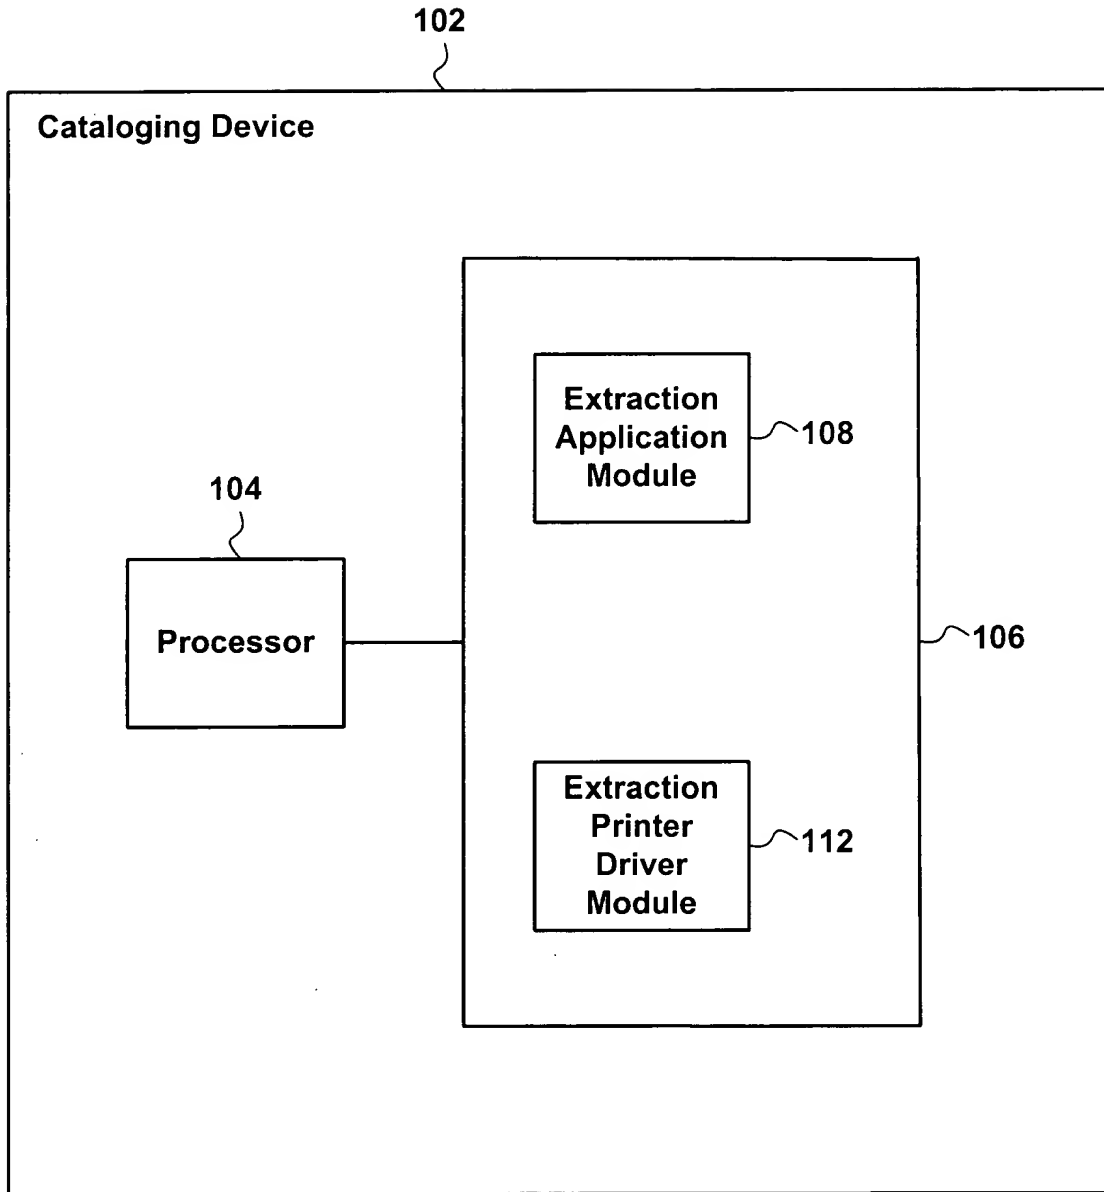 102
Cataloging Device
Extraction
Application
Module
108
104
Processor
106
Extraction
Printer
Driver
Module
112